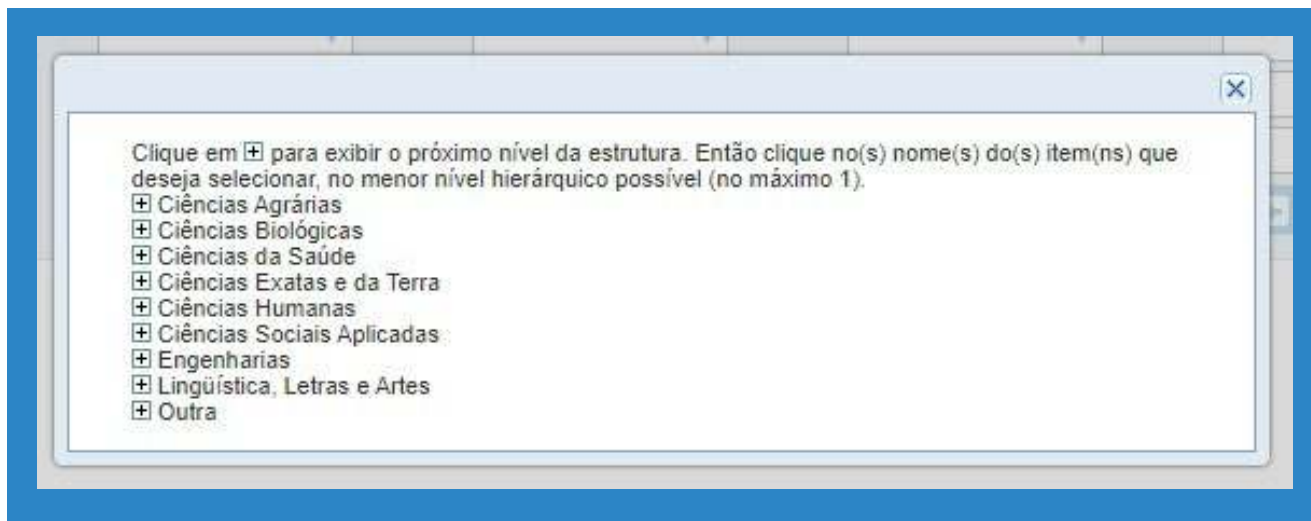 Clique em ⊞ para exibir o próximo nível da estrutura. Então clique no(s) nome(s) do(s) item(ns) que
deseja selecionar, no menor nível hierárquico possível (no máximo 1).
⊞ Ciências Agrárias
⊞ Ciências Biológicas
⊞ Ciências da Saúde
⊞ Ciências Exatas e da Terra
⊞ Ciências Humanas
⊞ Ciências Sociais Aplicadas
⊞ Engenharias
⊞ Lingüística, Letras e Artes
⊞ Outra